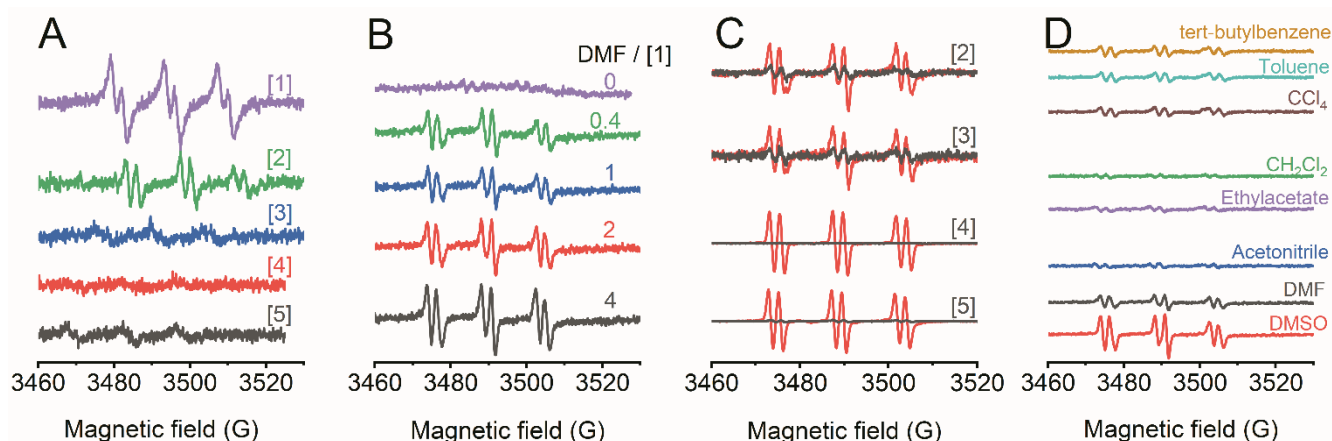 A
[1]
[2]
[3]
[4]
[5]
3460 3480 3500 3520
Magnetic field (G)
B
DMF / [1]
0
0.4
1
2
4
3460 3480 3500 3520
Magnetic field (G)
C
[2]
[3]
[4]
[5]
3460 3480 3500 3520
Magnetic field (G)
D
tert-butylbenzene
Toluene
CCl₄
CH₂Cl₂
Ethylacetate
Acetonitrile
DMF
DMSO
3460 3480 3500 3520
Magnetic field (G)